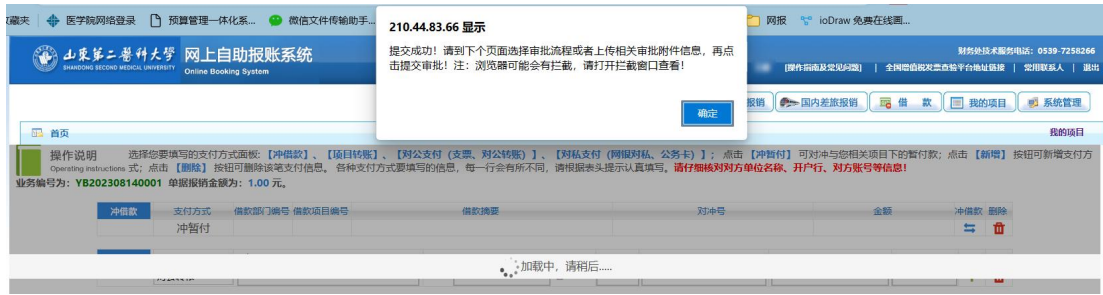 医学院网络登录 预算管理一体化系... 微信文件传输助手... 网报 ioDraw 免费在线画...
210.44.83.66 显示
提交成功！请到下个页面选择审批流程或者上传相关审批附件信息，再点
击提交审批！注：浏览器可能会有拦截，请打开拦截窗口查看！
确定
山东第二医科大学 网上自助报账系统
SHANDONG SECOND MEDICAL UNIVERSITY Online Booking System
财务处技术服务电话：0539-7258266
[操作指南及常见问题] | 全国增值税发票查验平台地址链接 | 常用联系人 | 退出
报销 国内差旅报销 借 款 我的项目 系统管理
首页 我的项目
操作说明 选择您要填写的支付方式面板:【冲借款】、【项目转账】、【对公支付 (支票、对公转账) 】、【对私支付 (网银对私、公务卡) 】；点击【冲暂付】可对冲与您相关项目下的暂付款；点击【新增】按钮可新增支付方
Operating instructions 式；点击【删除】按钮可删除该笔支付信息。各种支付方式要填写的信息，每一行会有所不同，请根据表头提示认真填写。请仔细核对对方单位名称、开户行、对方账号等信息！
业务编号为: YB202308140001 单据报销金额为: 1.00 元。
冲借款 支付方式 借款部门编号 借款项目编号 借款摘要 对冲号 金额 冲借款 删除
冲暂付
加载中，请稍后.....